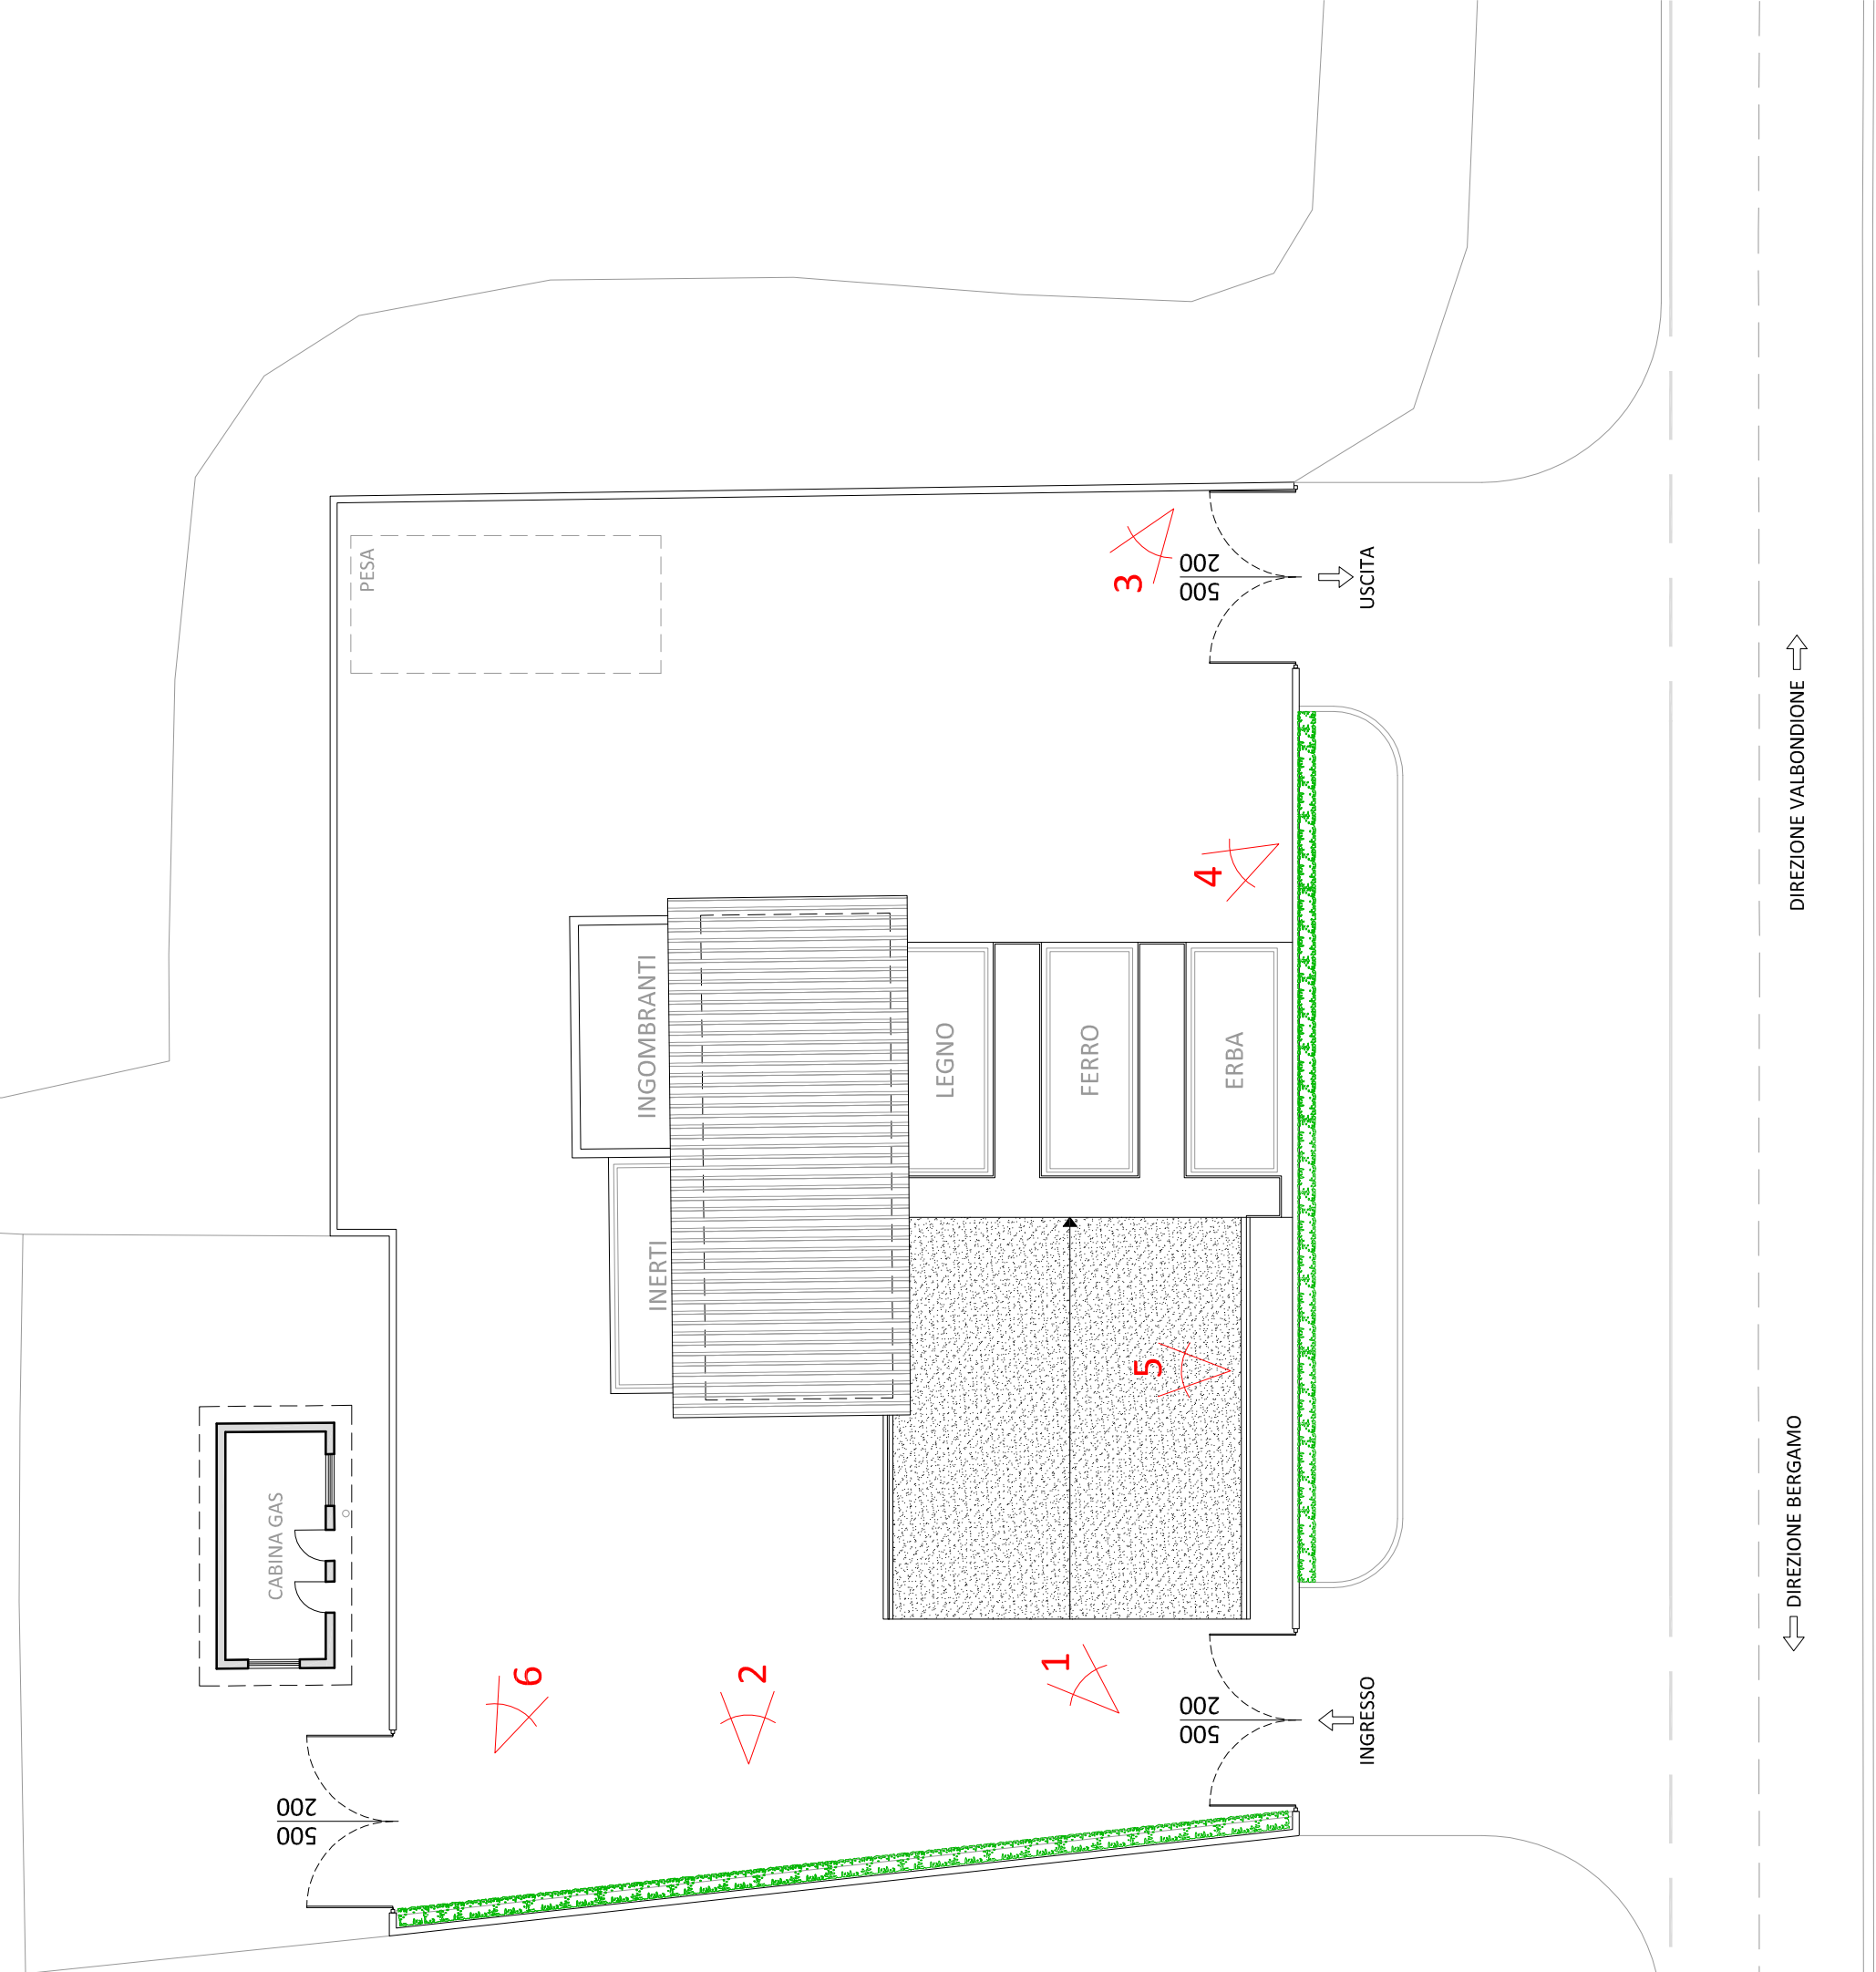 PESA
3
200
500
USCITA
DIREZIONE VALBONDIONE
4
INGOMBRANTI
LEGNO
FERRO
ERBA
INERTI
5
CABINA GAS
DIREZIONE BERGAMO
6
2
1
200
500
INGRESSO
200
500